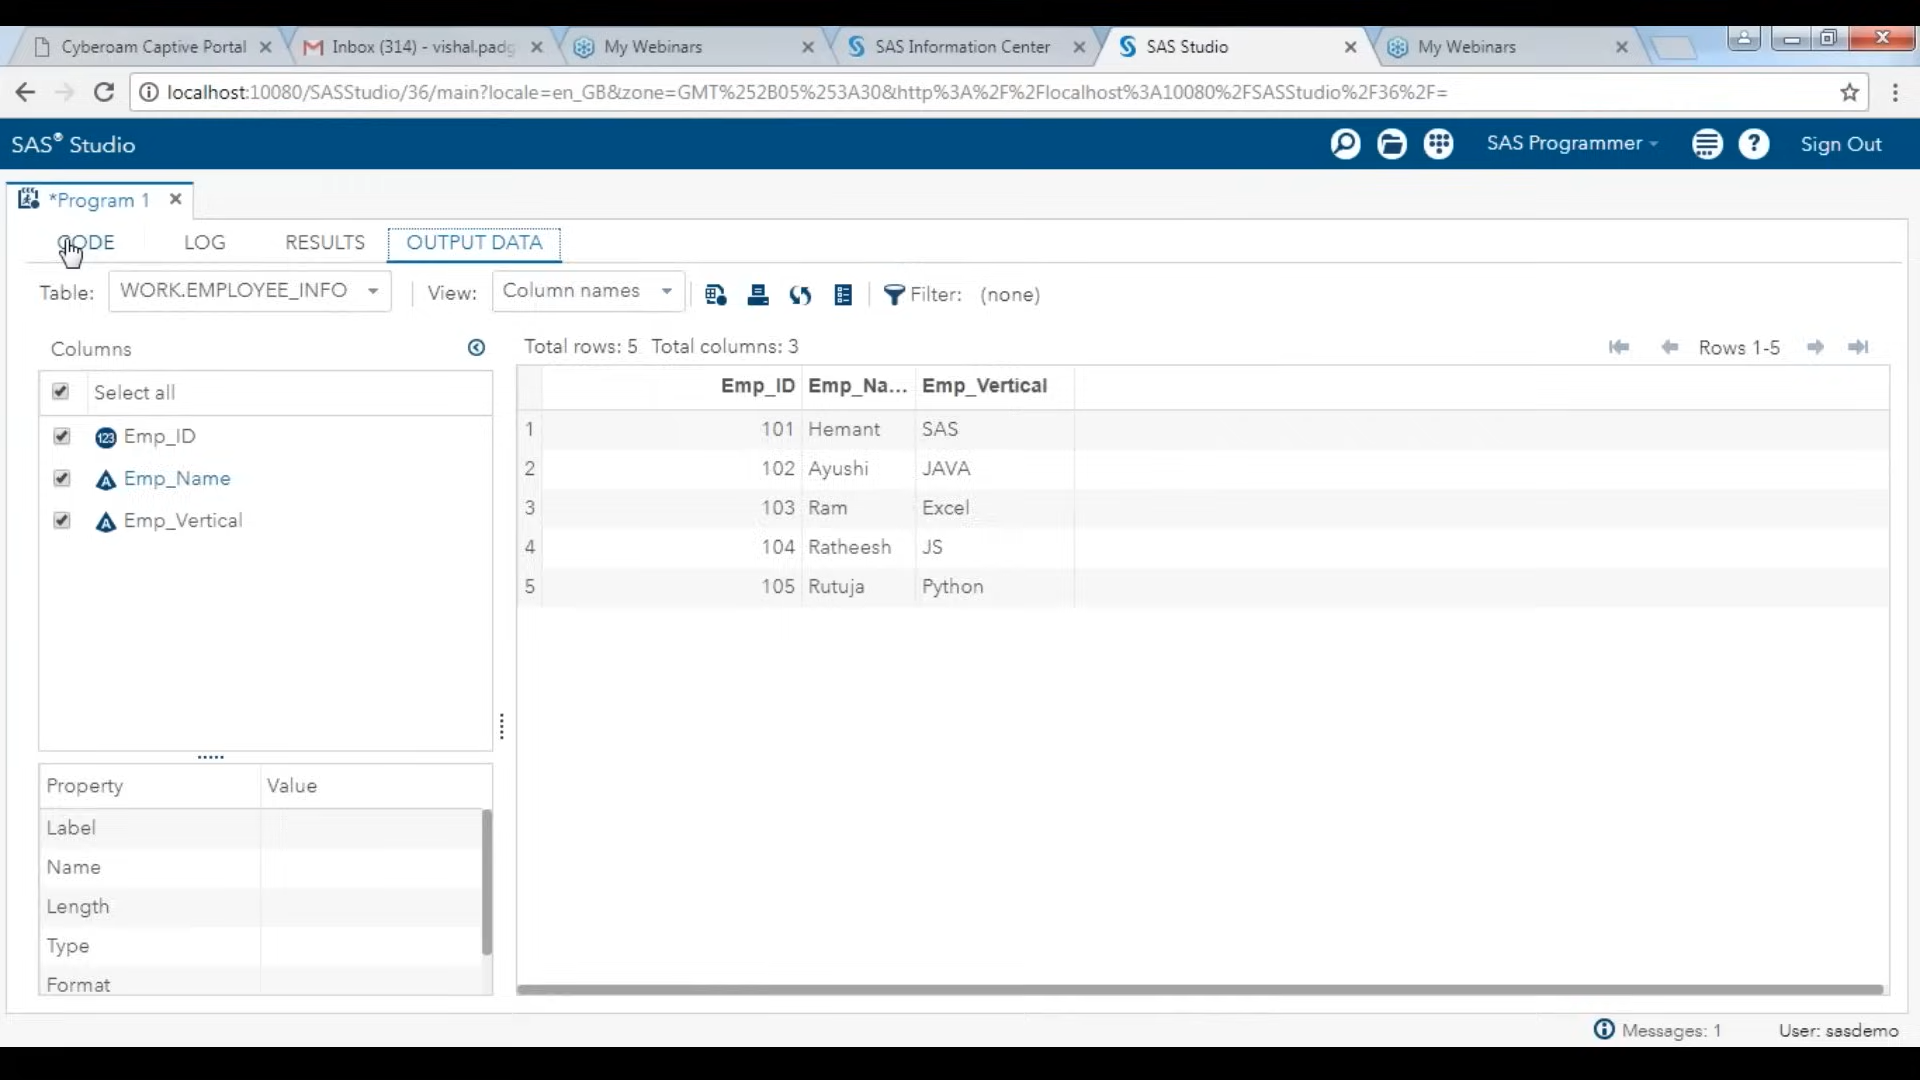 Cyberoam Captive Portal
Inbox (314) - vishal.padg
My Webinars
SAS Information Center
SAS Studio
My Webinars
localhost:10080/SASStudio/36/main?locale=en_GB&zone=GMT%252B05%253A30&http%3A%2F%2Flocalhost%3A10080%2FSASStudio%2F36%2F=
SAS® Studio
SAS Programmer
?
Sign Out
*Program 1
CODE
LOG
RESULTS
OUTPUT DATA
Table: WORK.EMPLOYEE_INFO
View: Column names
Filter: (none)
Columns
Total rows: 5 Total columns: 3
Rows 1-5
Select all
123 Emp_ID
A Emp_Name
A Emp_Vertical
Emp_ID Emp_Na... Emp_Vertical
1 101 Hemant SAS
2 102 Ayushi JAVA
3 103 Ram Excel
4 104 Ratheesh JS
5 105 Rutuja Python
Property Value
Label
Name
Length
Type
Format
Messages: 1
User: sasdemo